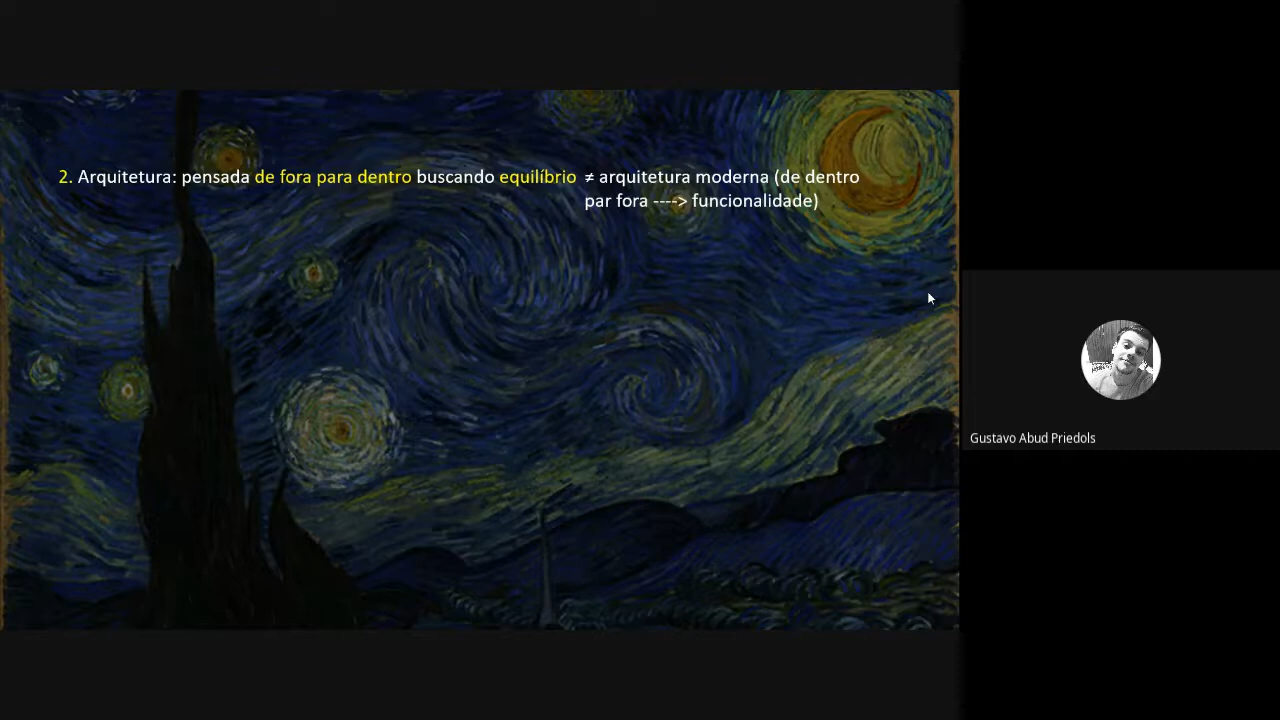 2. Arquitetura: pensada de fora para dentro buscando equilíbrio ≠ arquitetura moderna (de dentro
par fora ----> funcionalidade)
Gustavo Abud Priedols